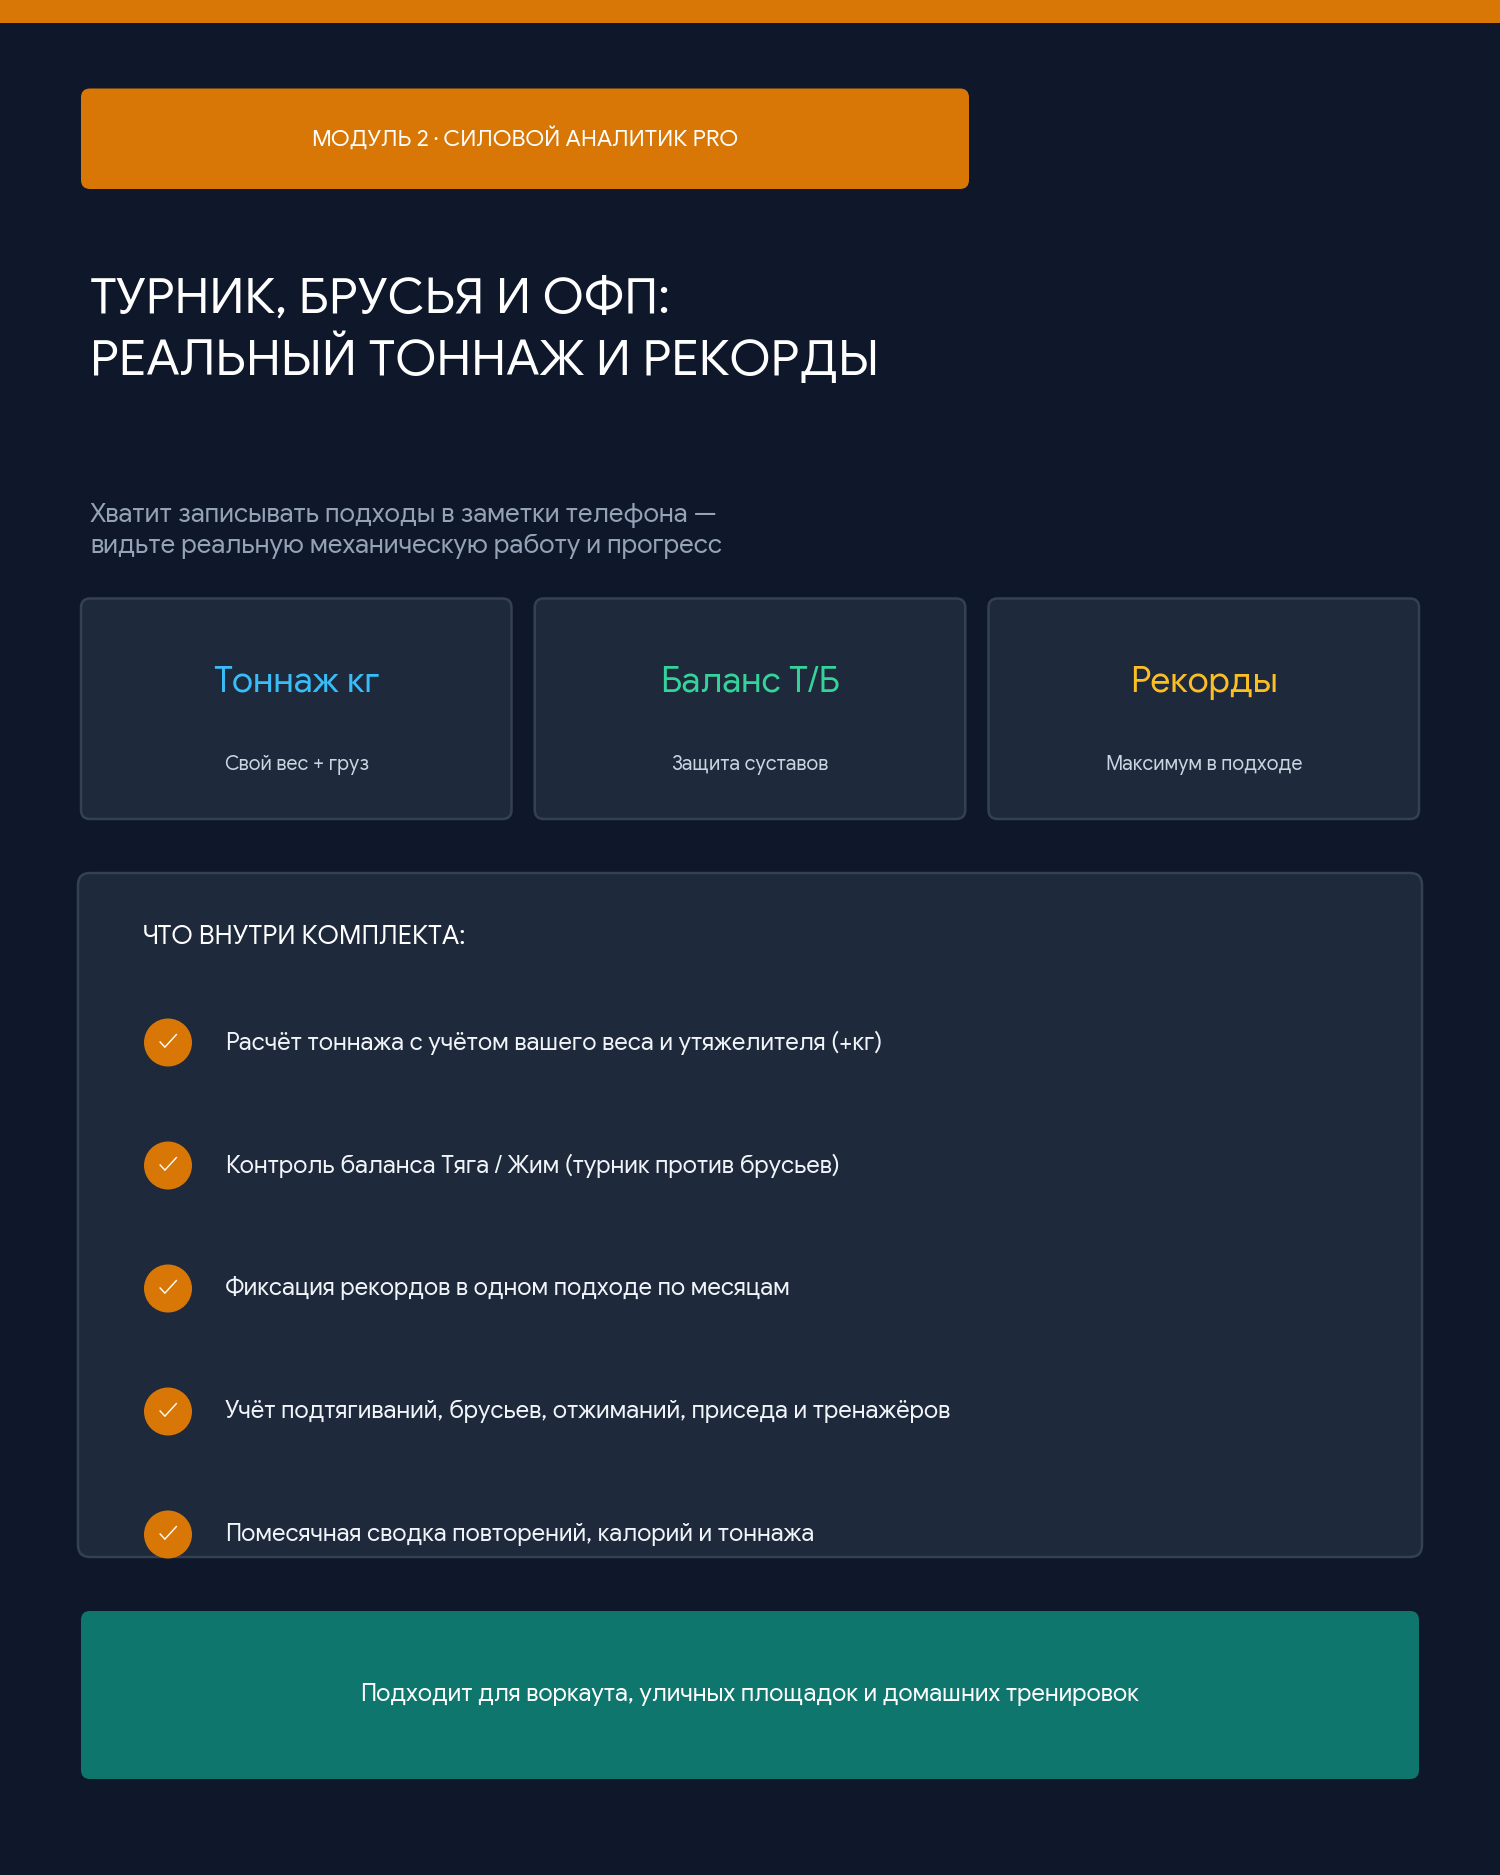 МОДУЛЬ 2 · СИЛОВОЙ АНАЛИТИК PRO
ТУРНИК, БРУСЬЯ И ОФП:
РЕАЛЬНЫЙ ТОННАЖ И РЕКОРДЫ
Хватит записывать подходы в заметки телефона —
видьте реальную механическую работу и прогресс
Тоннаж кг
Свой вес + груз
Баланс Т/Б
Защита суставов
Рекорды
Максимум в подходе
ЧТО ВНУТРИ КОМПЛЕКТА:
Расчёт тоннажа с учётом вашего веса и утяжелителя (+кг)
Контроль баланса Тяга / Жим (турник против брусьев)
Фиксация рекордов в одном подходе по месяцам
Учёт подтягиваний, брусьев, отжиманий, приседа и тренажёров
Помесячная сводка повторений, калорий и тоннажа
Подходит для воркаута, уличных площадок и домашних тренировок